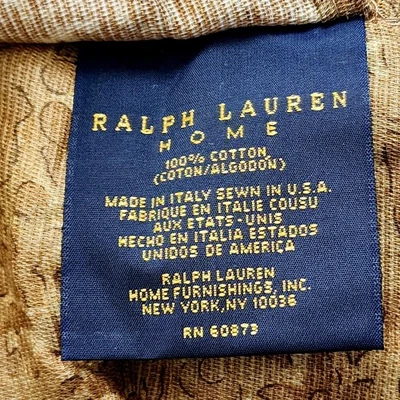 RALPH LAUREN
HOME
100% COTTON
(COTON/ALGODON)
MADE IN ITALY SEWN IN U.S.A.
FABRIQUE EN ITALIE COUSU
AUX ETATS-UNIS
HECHO EN ITALIA ESTADOS
UNIDOS DE AMERICA
RALPH LAUREN
HOME FURNISHINGS, INC.
NEW YORK, NY 10036
RN 60873